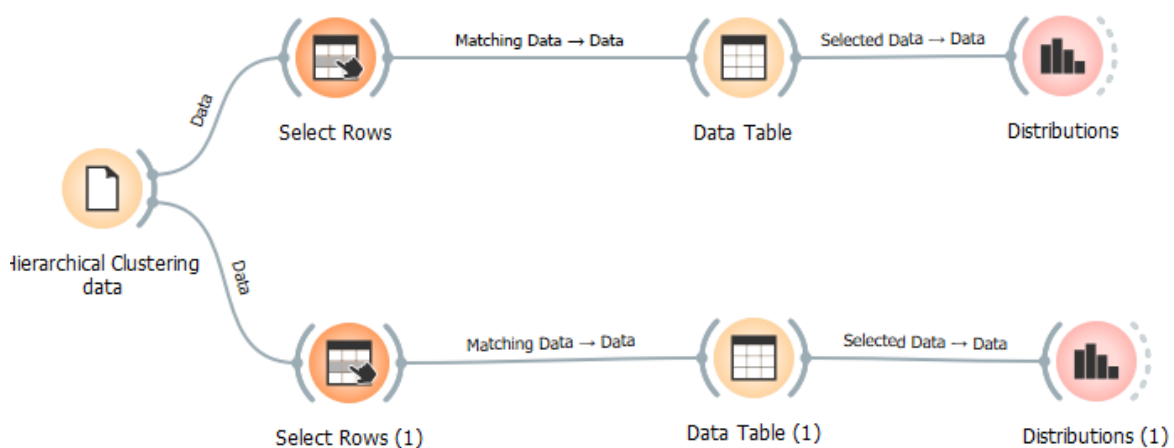 Matching Data → Data
Selected Data → Data
Data
Select Rows
Data Table
Distributions
Hierarchical Clustering
data
Data
Matching Data → Data
Selected Data → Data
Select Rows (1)
Data Table (1)
Distributions (1)